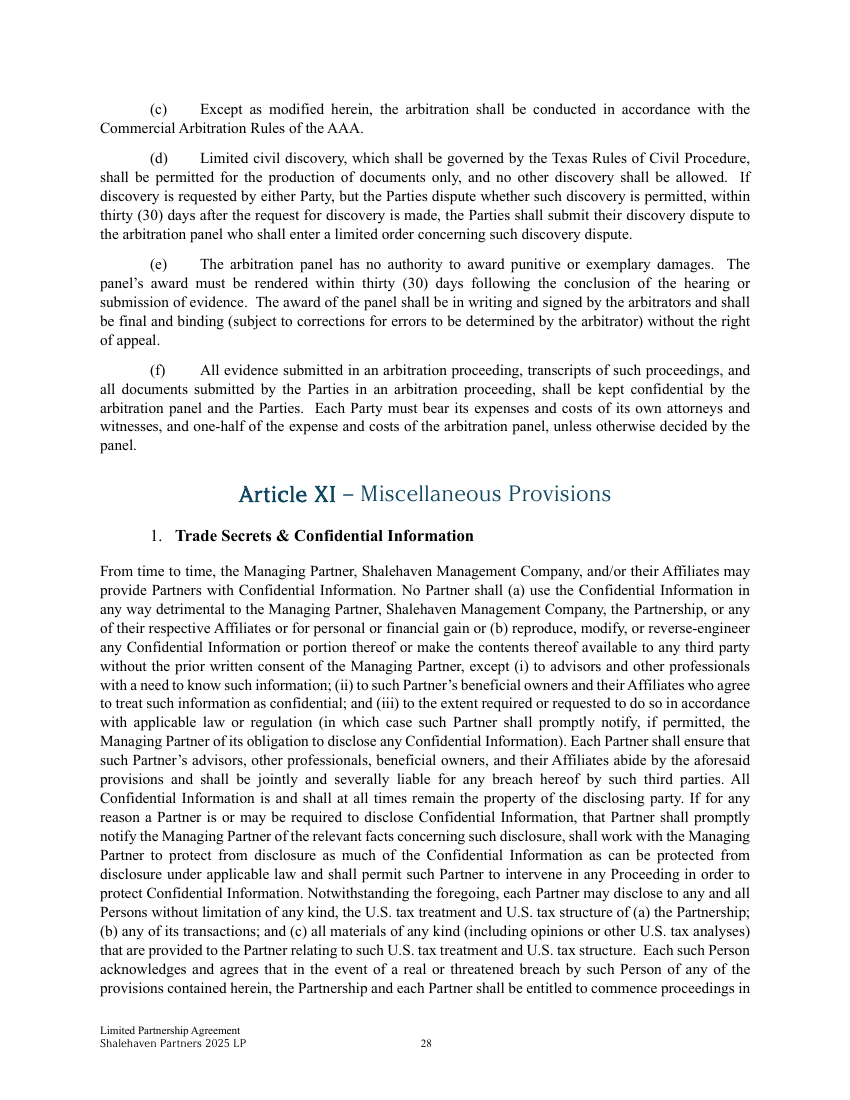 (c) Except as modified herein, the arbitration shall be conducted in accordance with the
Commercial Arbitration Rules of the AAA.
(d) Limited civil discovery, which shall be governed by the Texas Rules of Civil Procedure,
shall be permitted for the production of documents only, and no other discovery shall be allowed. If
discovery is requested by either Party, but the Parties dispute whether such discovery is permitted, within
thirty (30) days after the request for discovery is made, the Parties shall submit their discovery dispute to
the arbitration panel who shall enter a limited order concerning such discovery dispute.
(e) The arbitration panel has no authority to award punitive or exemplary damages. The
panel's award must be rendered within thirty (30) days following the conclusion of the hearing or
submission of evidence. The award of the panel shall be in writing and signed by the arbitrators and shall
be final and binding (subject to corrections for errors to be determined by the arbitrator) without the right
of appeal.
(f) All evidence submitted in an arbitration proceeding, transcripts of such proceedings, and
all documents submitted by the Parties in an arbitration proceeding, shall be kept confidential by the
arbitration panel and the Parties. Each Party must bear its expenses and costs of its own attorneys and
witnesses, and one-half of the expense and costs of the arbitration panel, unless otherwise decided by the
panel.
Article XI – Miscellaneous Provisions
1. Trade Secrets & Confidential Information
From time to time, the Managing Partner, Shalehaven Management Company, and/or their Affiliates may
provide Partners with Confidential Information. No Partner shall (a) use the Confidential Information in
any way detrimental to the Managing Partner, Shalehaven Management Company, the Partnership, or any
of their respective Affiliates or for personal or financial gain or (b) reproduce, modify, or reverse-engineer
any Confidential Information or portion thereof or make the contents thereof available to any third party
without the prior written consent of the Managing Partner, except (i) to advisors and other professionals
with a need to know such information; (ii) to such Partner's beneficial owners and their Affiliates who agree
to treat such information as confidential; and (iii) to the extent required or requested to do so in accordance
with applicable law or regulation (in which case such Partner shall promptly notify, if permitted, the
Managing Partner of its obligation to disclose any Confidential Information). Each Partner shall ensure that
such Partner's advisors, other professionals, beneficial owners, and their Affiliates abide by the aforesaid
provisions and shall be jointly and severally liable for any breach hereof by such third parties. All
Confidential Information is and shall at all times remain the property of the disclosing party. If for any
reason a Partner is or may be required to disclose Confidential Information, that Partner shall promptly
notify the Managing Partner of the relevant facts concerning such disclosure, shall work with the Managing
Partner to protect from disclosure as much of the Confidential Information as can be protected from
disclosure under applicable law and shall permit such Partner to intervene in any Proceeding in order to
protect Confidential Information. Notwithstanding the foregoing, each Partner may disclose to any and all
Persons without limitation of any kind, the U.S. tax treatment and U.S. tax structure of (a) the Partnership;
(b) any of its transactions; and (c) all materials of any kind (including opinions or other U.S. tax analyses)
that are provided to the Partner relating to such U.S. tax treatment and U.S. tax structure. Each such Person
acknowledges and agrees that in the event of a real or threatened breach by such Person of any of the
provisions contained herein, the Partnership and each Partner shall be entitled to commence proceedings in
Limited Partnership Agreement
Shalehaven Partners 2025 LP 28